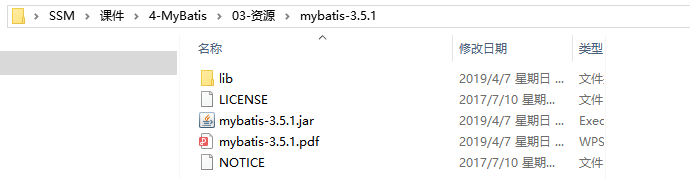 SSM > 课件 > 4-MyBatis > 03-资源 > mybatis-3.5.1
名称 修改日期 类型
lib 2019/4/7 星期日 ... 文件
LICENSE 2017/7/10 星期... 文件
mybatis-3.5.1.jar 2019/4/7 星期日 ... Exec
mybatis-3.5.1.pdf 2019/4/7 星期日 ... WPS
NOTICE 2017/7/10 星期... 文件